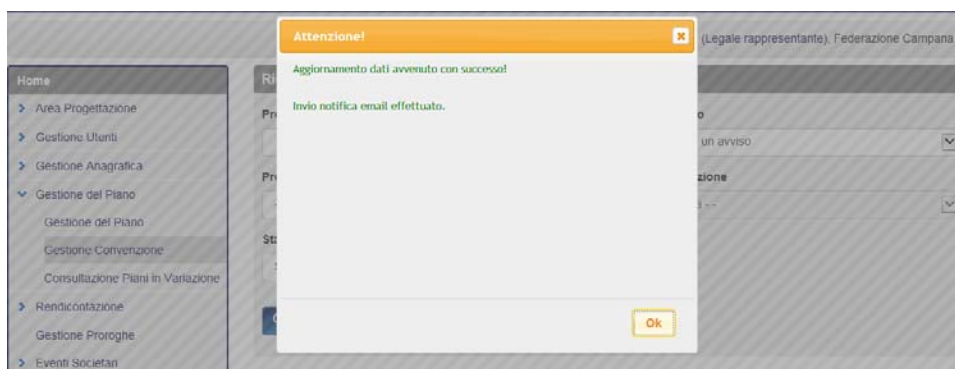 Attenzione!
(Legale rappresentante), Federazione Campana
Aggiornamento dati avvenuto con successo!
Invio notifica email effettuato.
Home
Area Progettazione
Gestione Utenti
Gestione Anagrafica
Gestione del Piano
Gestione del Piano
Gestione Convenzione
Consultazione Piani in Variazione
Rendicontazione
Gestione Proroghe
Eventi Societari
un avviso
zione
Ok